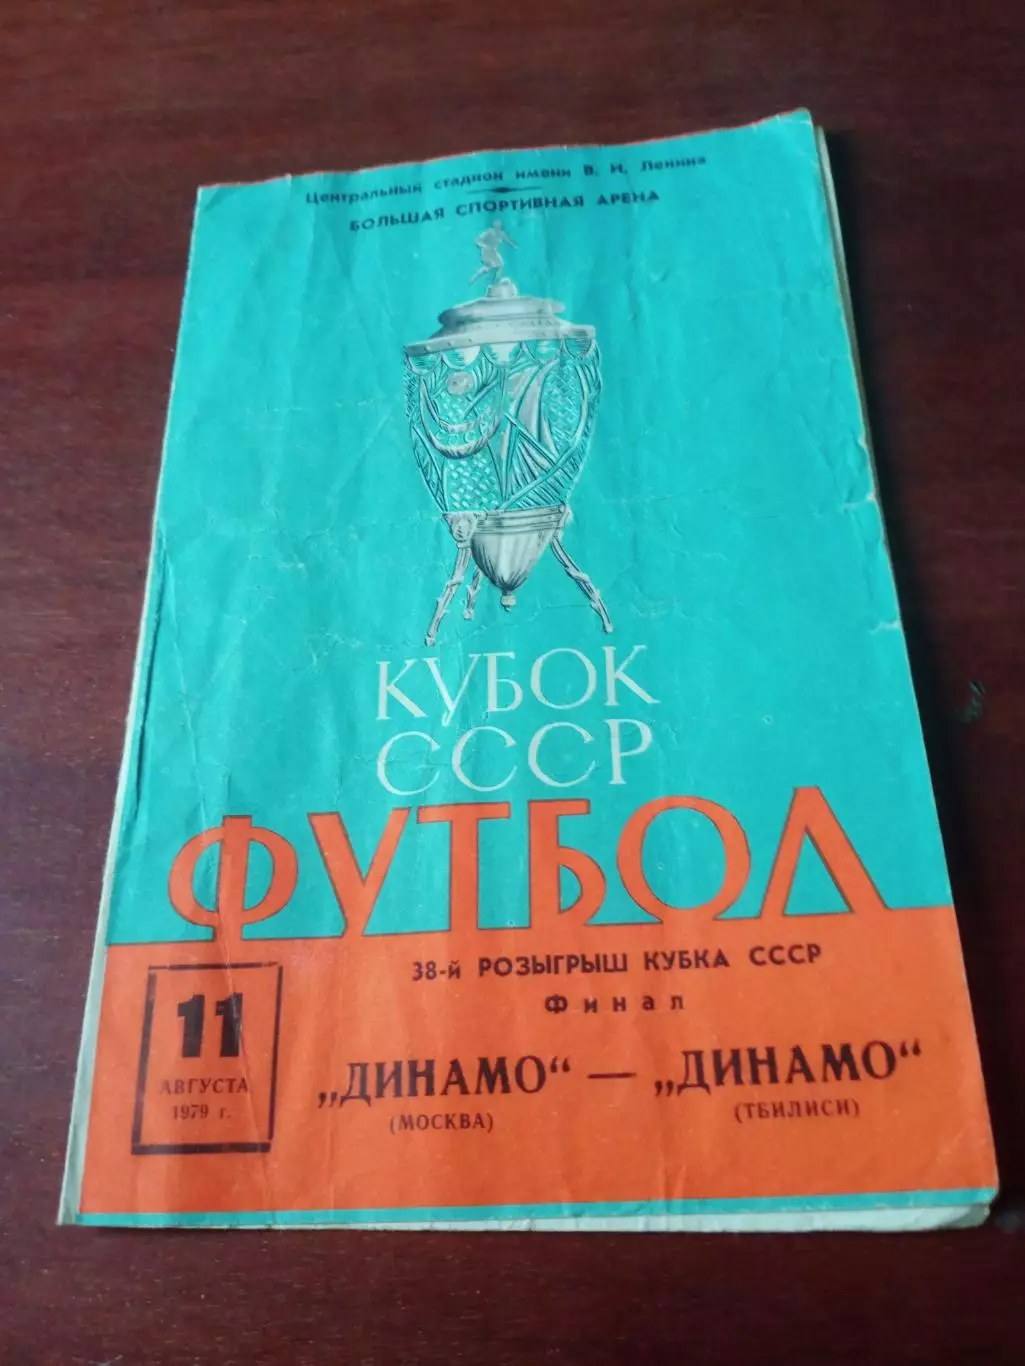 Центральный стадион имени В. И. Ленина
БОЛЬШАЯ СПОРТИВНАЯ АРЕНА
СССР
КУБОК
СССР
ФУТБОЛ
38-й РОЗЫГРЫШ КУБКА СССР
Финал
11
АВГУСТА
1979 г.
„ДИНАМО“ — „ДИНАМО“
(МОСКВА)
(ТБИЛИСИ)